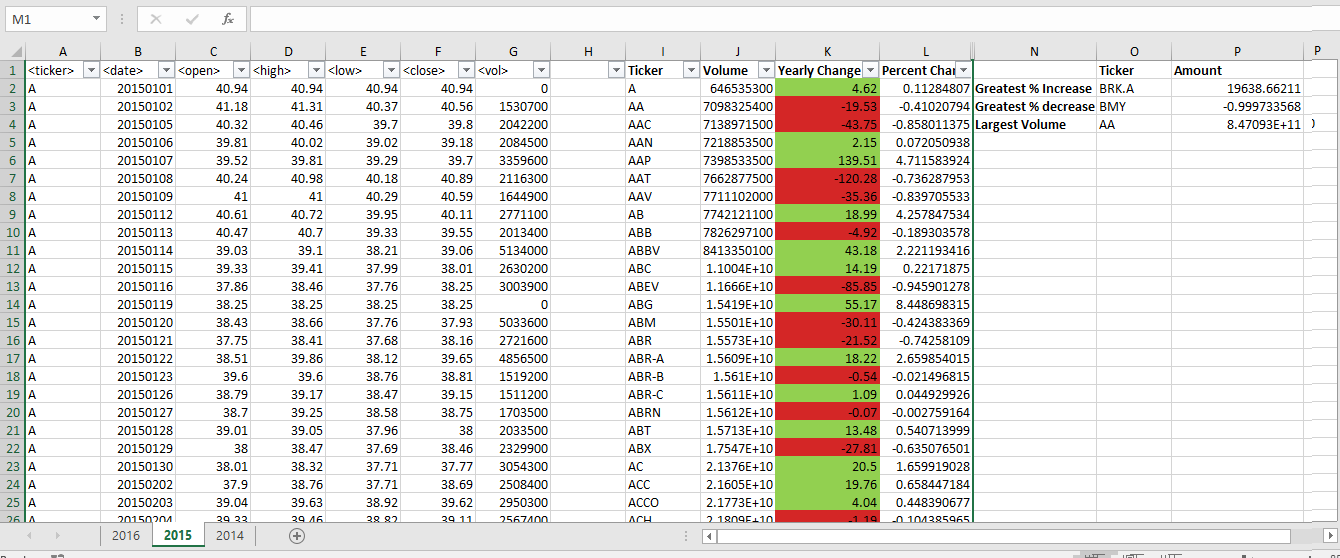 M1 fx
A B C D E F G H I J K L N O P P
1 <ticker> <date> <open> <high> <low> <close> <vol> Ticker Volume Yearly Change Percent Chan Ticker Amount
2 A 20150101 40.94 40.94 40.94 40.94 0 A 646535300 4.62 0.11284807 Greatest % Increase BRK.A 19638.66211
3 A 20150102 41.18 41.31 40.37 40.56 1530700 AA 7098325400 -19.53 -0.41020794 Greatest % decrease BMY -0.999733568
4 A 20150105 40.32 40.46 39.7 39.8 2042200 AAC 7138971500 -43.75 -0.858011375 Largest Volume AA 8.47093E+11
5 A 20150106 39.81 40.02 39.02 39.18 2084500 AAN 7218853500 2.15 0.072050938
6 A 20150107 39.52 39.81 39.29 39.7 3359600 AAP 7398533500 139.51 4.711583924
7 A 20150108 40.24 40.98 40.18 40.89 2116300 AAT 7662877500 -120.28 -0.736287953
8 A 20150109 41 41 40.29 40.59 1644900 AAV 7711102000 -35.36 -0.839705533
9 A 20150112 40.61 40.72 39.95 40.11 2771100 AB 7742121100 18.99 4.257847534
10 A 20150113 40.47 40.7 39.33 39.55 2013400 ABB 7826297100 -4.92 -0.189303578
11 A 20150114 39.03 39.1 38.21 39.06 5134000 ABBV 8413350100 43.18 2.221193416
12 A 20150115 39.33 39.41 37.99 38.01 2630200 ABC 1.1004E+10 14.19 0.22171875
13 A 20150116 37.86 38.46 37.76 38.25 3003900 ABEV 1.1666E+10 -85.85 -0.945901278
14 A 20150119 38.25 38.25 38.25 38.25 0 ABG 1.5419E+10 55.17 8.448698315
15 A 20150120 38.43 38.66 37.76 37.93 5033600 ABM 1.5501E+10 -30.11 -0.424383369
16 A 20150121 37.75 38.41 37.68 38.16 2721600 ABR 1.5573E+10 -21.52 -0.74258109
17 A 20150122 38.51 39.86 38.12 39.65 4856500 ABR-A 1.5609E+10 18.22 2.659854015
18 A 20150123 39.6 39.6 38.76 38.81 1519200 ABR-B 1.561E+10 -0.54 -0.021496815
19 A 20150126 38.79 39.17 38.47 39.15 1511200 ABR-C 1.5611E+10 1.09 0.044929926
20 A 20150127 38.7 39.25 38.58 38.75 1703500 ABRN 1.5612E+10 -0.07 -0.002759164
21 A 20150128 39.01 39.05 37.96 38 2033500 ABT 1.5713E+10 13.48 0.540713999
22 A 20150129 38 38.47 37.69 38.46 2329900 ABX 1.7547E+10 -27.81 -0.635076501
23 A 20150130 38.01 38.32 37.71 37.77 3054300 AC 2.1376E+10 20.5 1.659919028
24 A 20150202 37.9 38.76 37.71 38.69 2508400 ACC 2.1605E+10 19.76 0.658447184
25 A 20150203 39.04 39.63 38.92 39.62 2950300 ACCO 2.1773E+10 4.04 0.448390677
26 A 20150204 39.33 39.46 38.82 39.11 2567400 ACH 2.1809E+10 -1.19 -0.104385965
2016 2015 2014